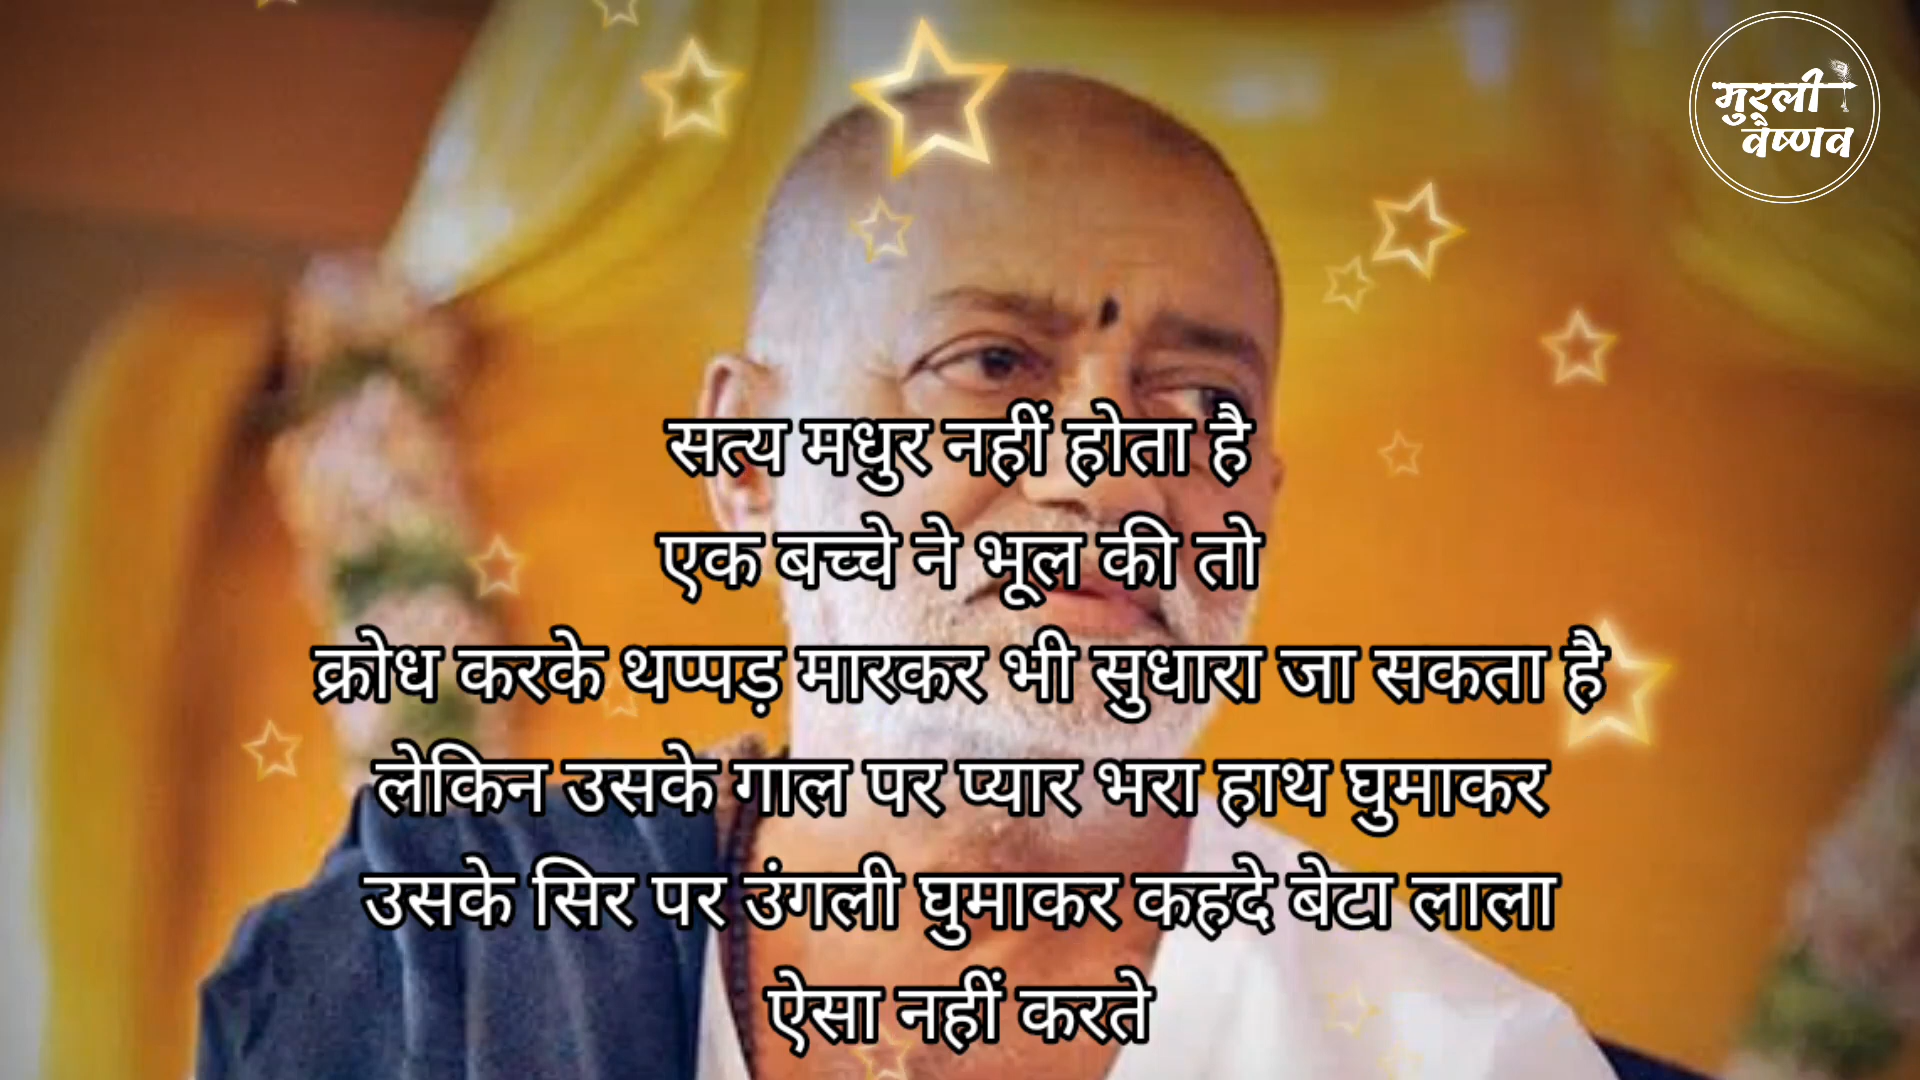 मुरली
वैष्णव
सत्य मधुर नहीं होता है
एक बच्चे ने भूल की तो
क्रोध करके थप्पड़ मारकर भी सुधारा जा सकता है
लेकिन उसके गाल पर प्यार भरा हाथ घुमाकर
उसके सिर पर उंगली घुमाकर कहदे बेटा लाला
ऐसा नहीं करते